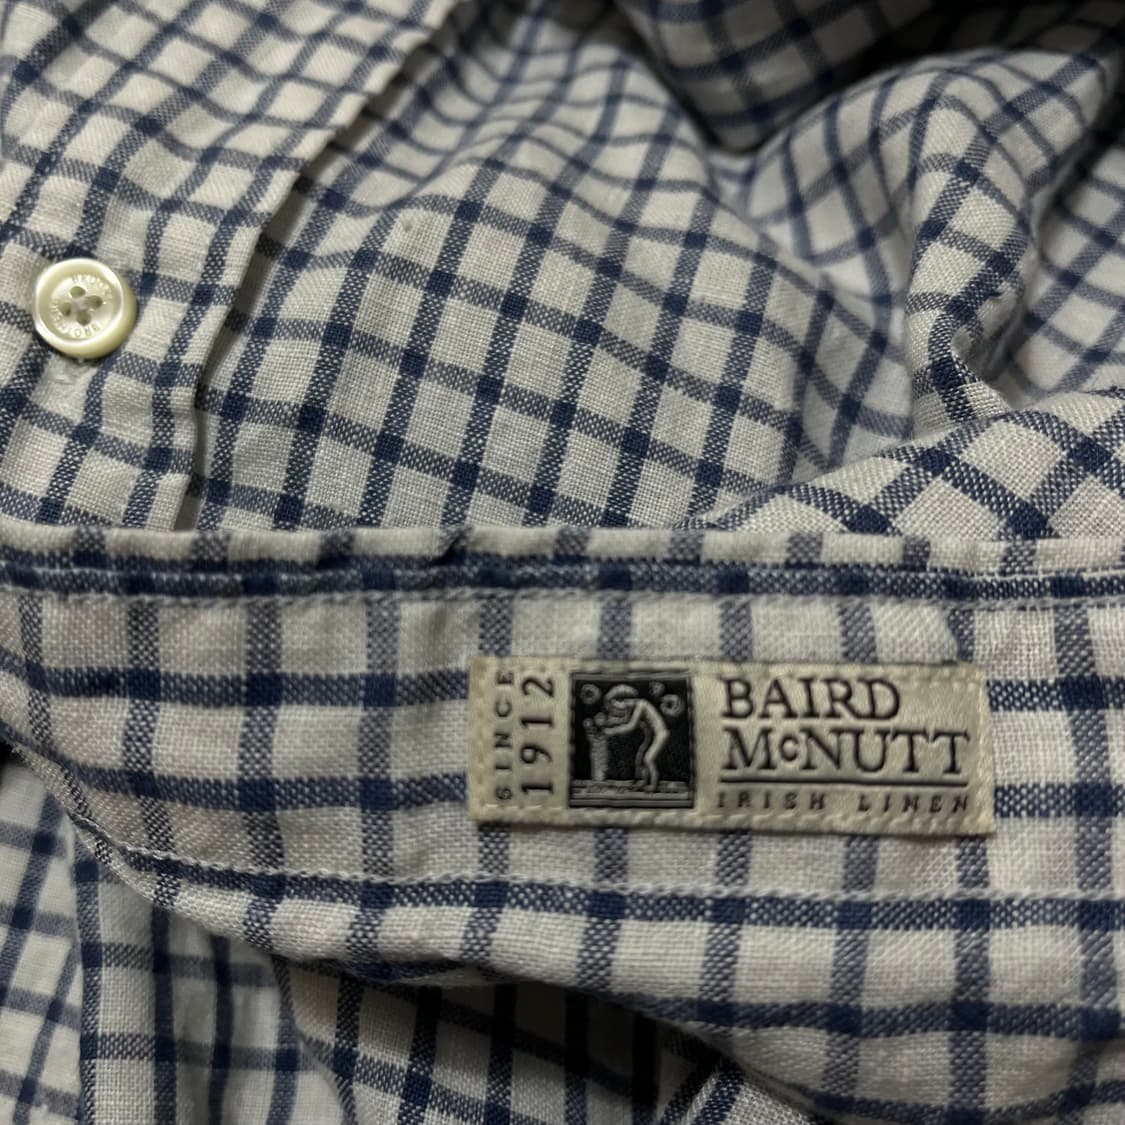 SINCE
1912
BAIRD
McNUTT
IRISH LINEN